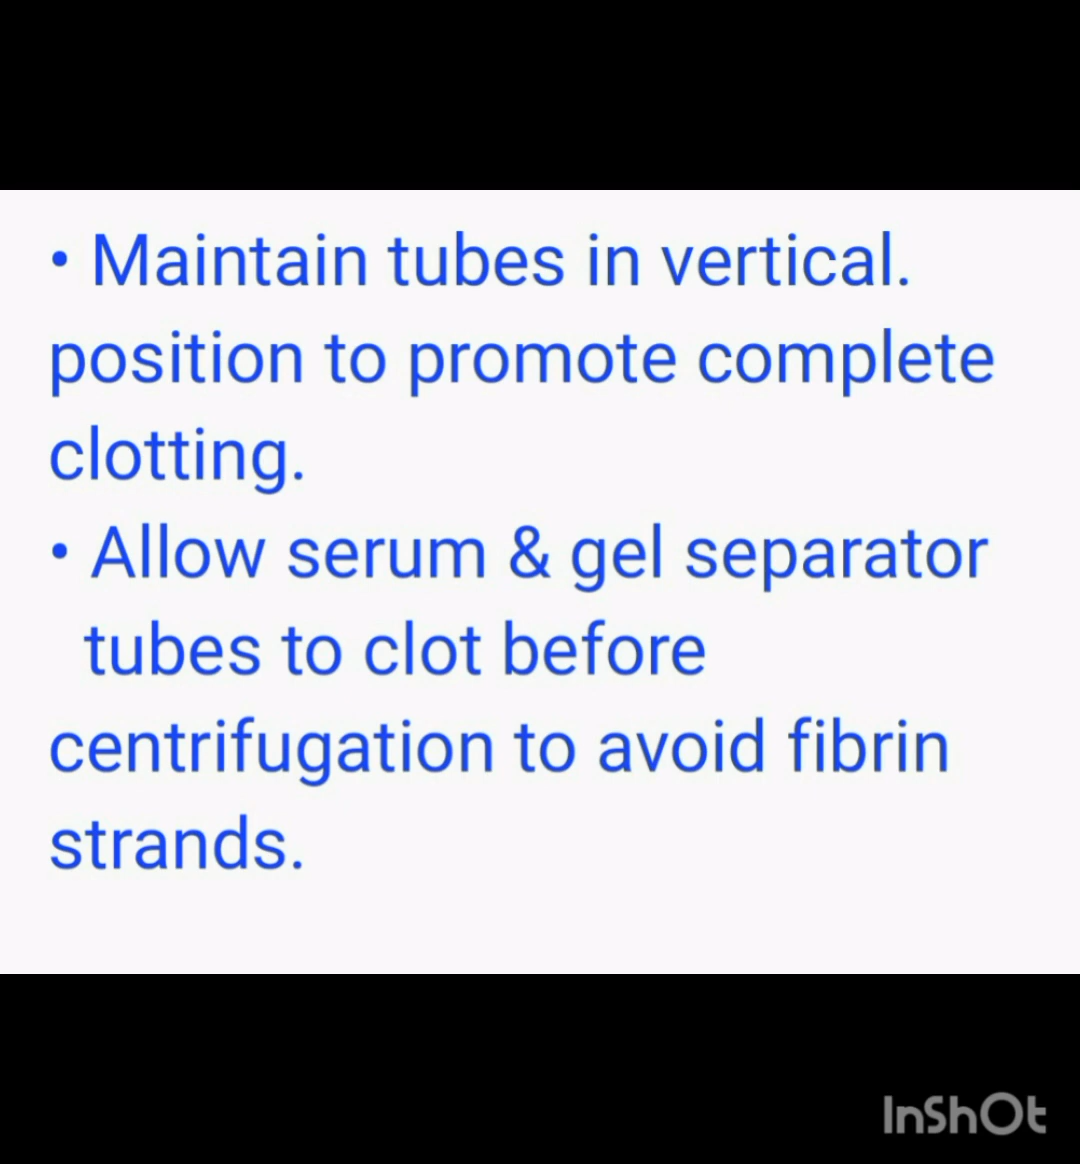 • Maintain tubes in vertical.
position to promote complete
clotting.
• Allow serum & gel separator
tubes to clot before
centrifugation to avoid fibrin
strands.
InShOt